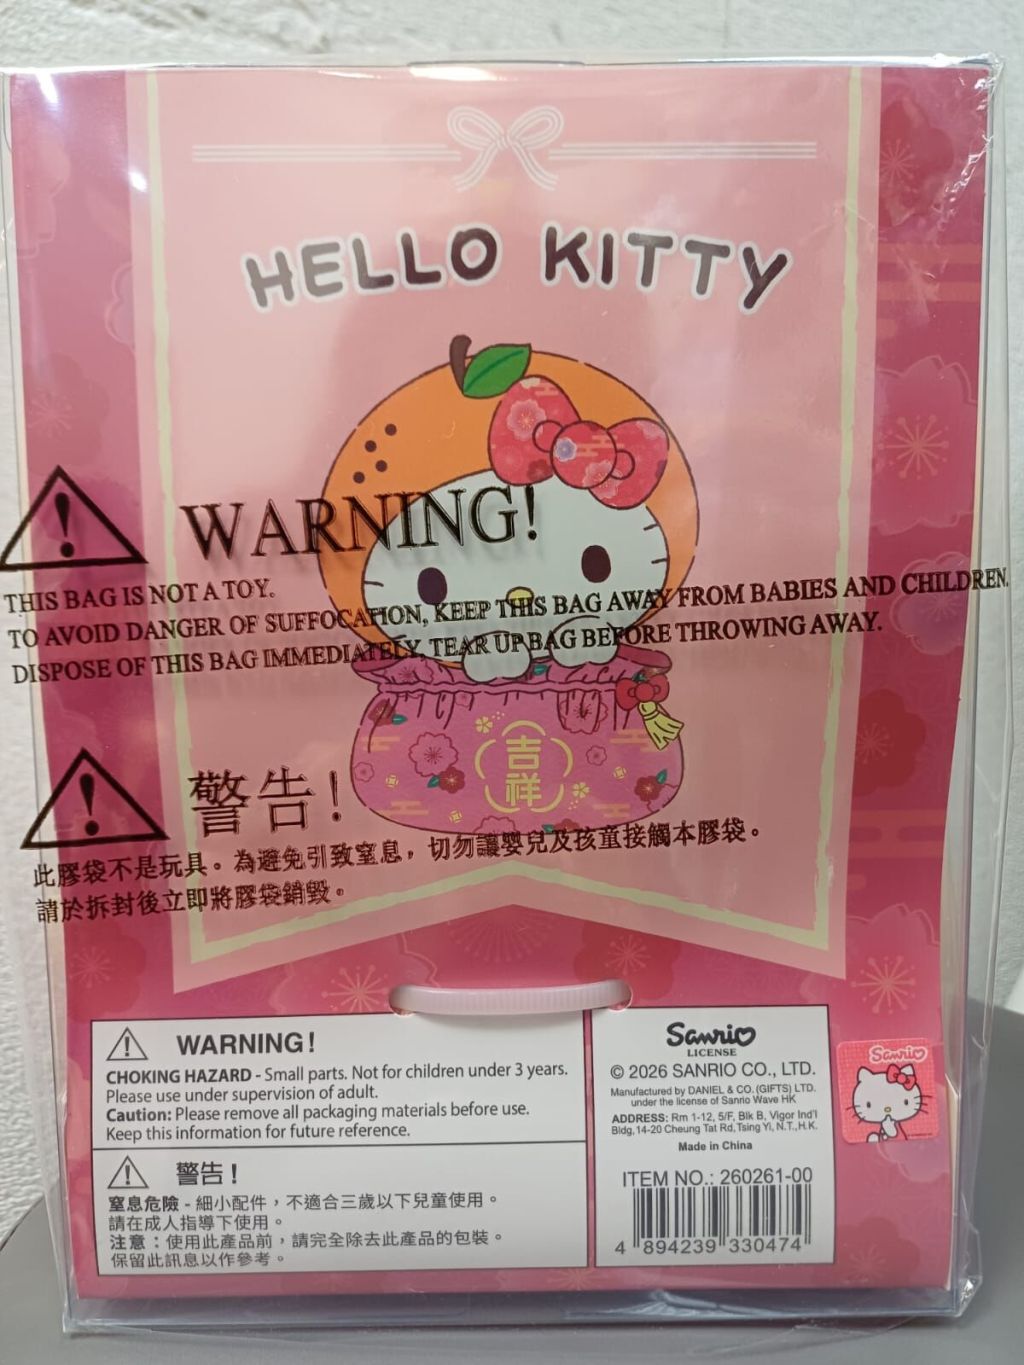 HELLO KITTY
WARNING!
THIS BAG IS NOT A TOY.
TO AVOID DANGER OF SUFFOCATION, KEEP THIS BAG AWAY FROM BABIES AND CHILDREN.
DISPOSE OF THIS BAG IMMEDIATELY, TEAR UP BAG BEFORE THROWING AWAY.
吉祥
警告！
此膠袋不是玩具。為避免引致窒息，切勿讓嬰兒及孩童接觸本膠袋。
請於拆封後立即將膠袋銷毀。
WARNING!
CHOKING HAZARD - Small parts. Not for children under 3 years.
Please use under supervision of adult.
Caution: Please remove all packaging materials before use.
Keep this information for future reference.
警告！
窒息危險 - 細小配件，不適合三歲以下兒童使用。
請在成人指導下使用。
注意：使用此產品前，請完全除去此產品的包裝。
保留此訊息以作參考。
Sanrio
LICENSE
© 2026 SANRIO CO., LTD.
Manufactured by DANIEL & CO. (GIFTS) LTD.
under the license of Sanrio Wave HK
ADDRESS: Rm 1-12, 5/F, Blk B, Vigor Ind'l
Bldg, 14-20 Cheung Tat Rd, Tsing Yi, N.T., H.K.
Made in China
ITEM NO.: 260261-00
4 894239 330474
Sanrio